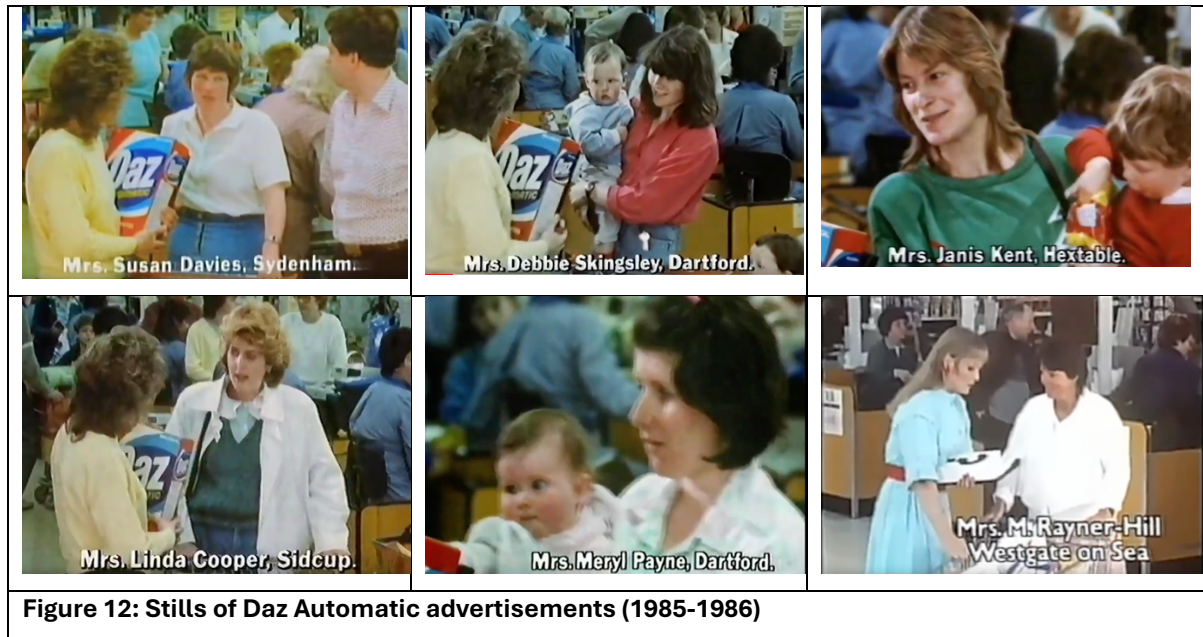 Daz
AUTOMATIC
Mrs. Susan Davies, Sydenham.
Daz
Mrs. Debbie Skingsley, Dartford.
Mrs. Janis Kent, Hextable.
Daz
Mrs. Linda Cooper, Sidcup.
Mrs. Meryl Payne, Dartford.
Mrs. M. Rayner-Hill
Westgate on Sea
Figure 12: Stills of Daz Automatic advertisements (1985-1986)